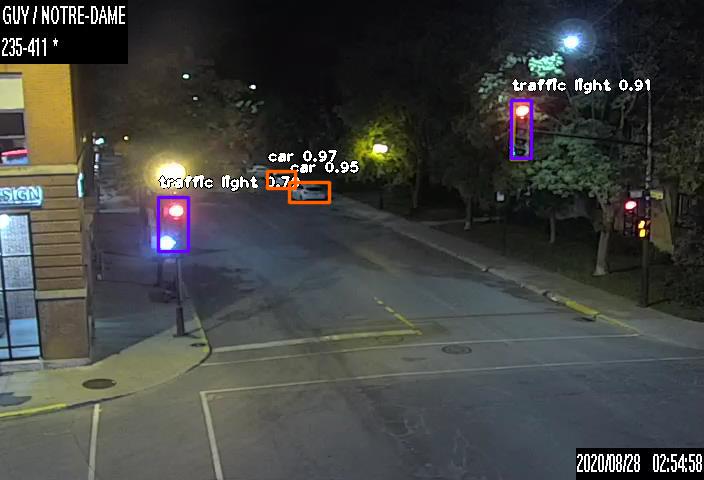 GUY / NOTRE-DAME
235-411 *
traffic light 0.91
car 0.97
car 0.95
traffic light 0.7
SIGN
2020/08/28 02:54:58